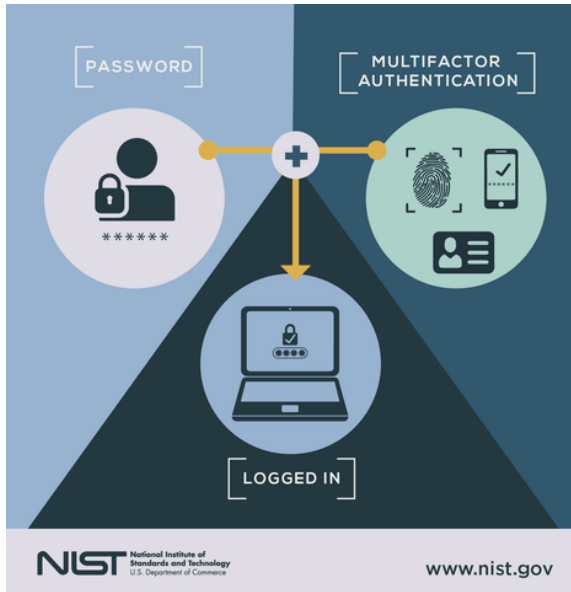 PASSWORD
MULTIFACTOR
AUTHENTICATION
******
LOGGED IN
NIST
National Institute of
Standards and Technology
U.S. Department of Commerce
www.nist.gov